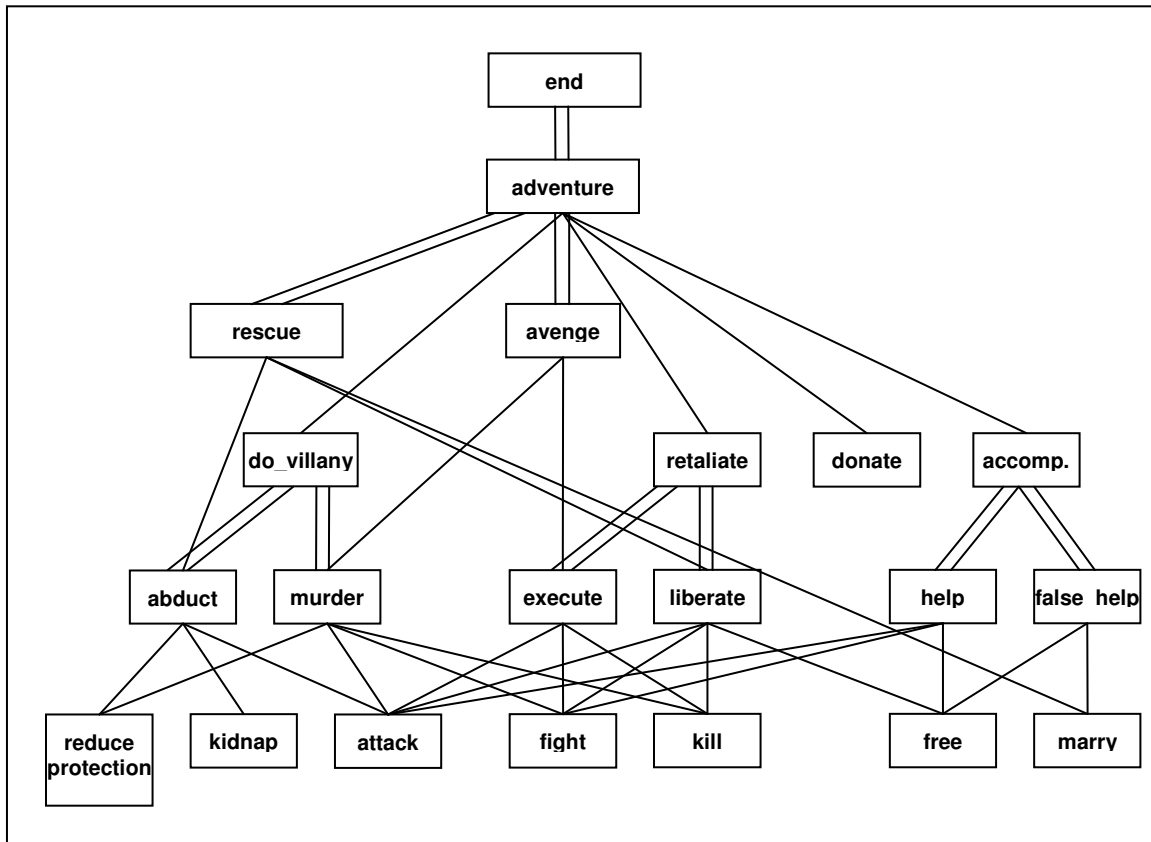 end
adventure
rescue
avenge
do_villany
retaliate
donate
accomp.
abduct
murder
execute
liberate
help
false_help
reduce
protection
kidnap
attack
fight
kill
free
marry